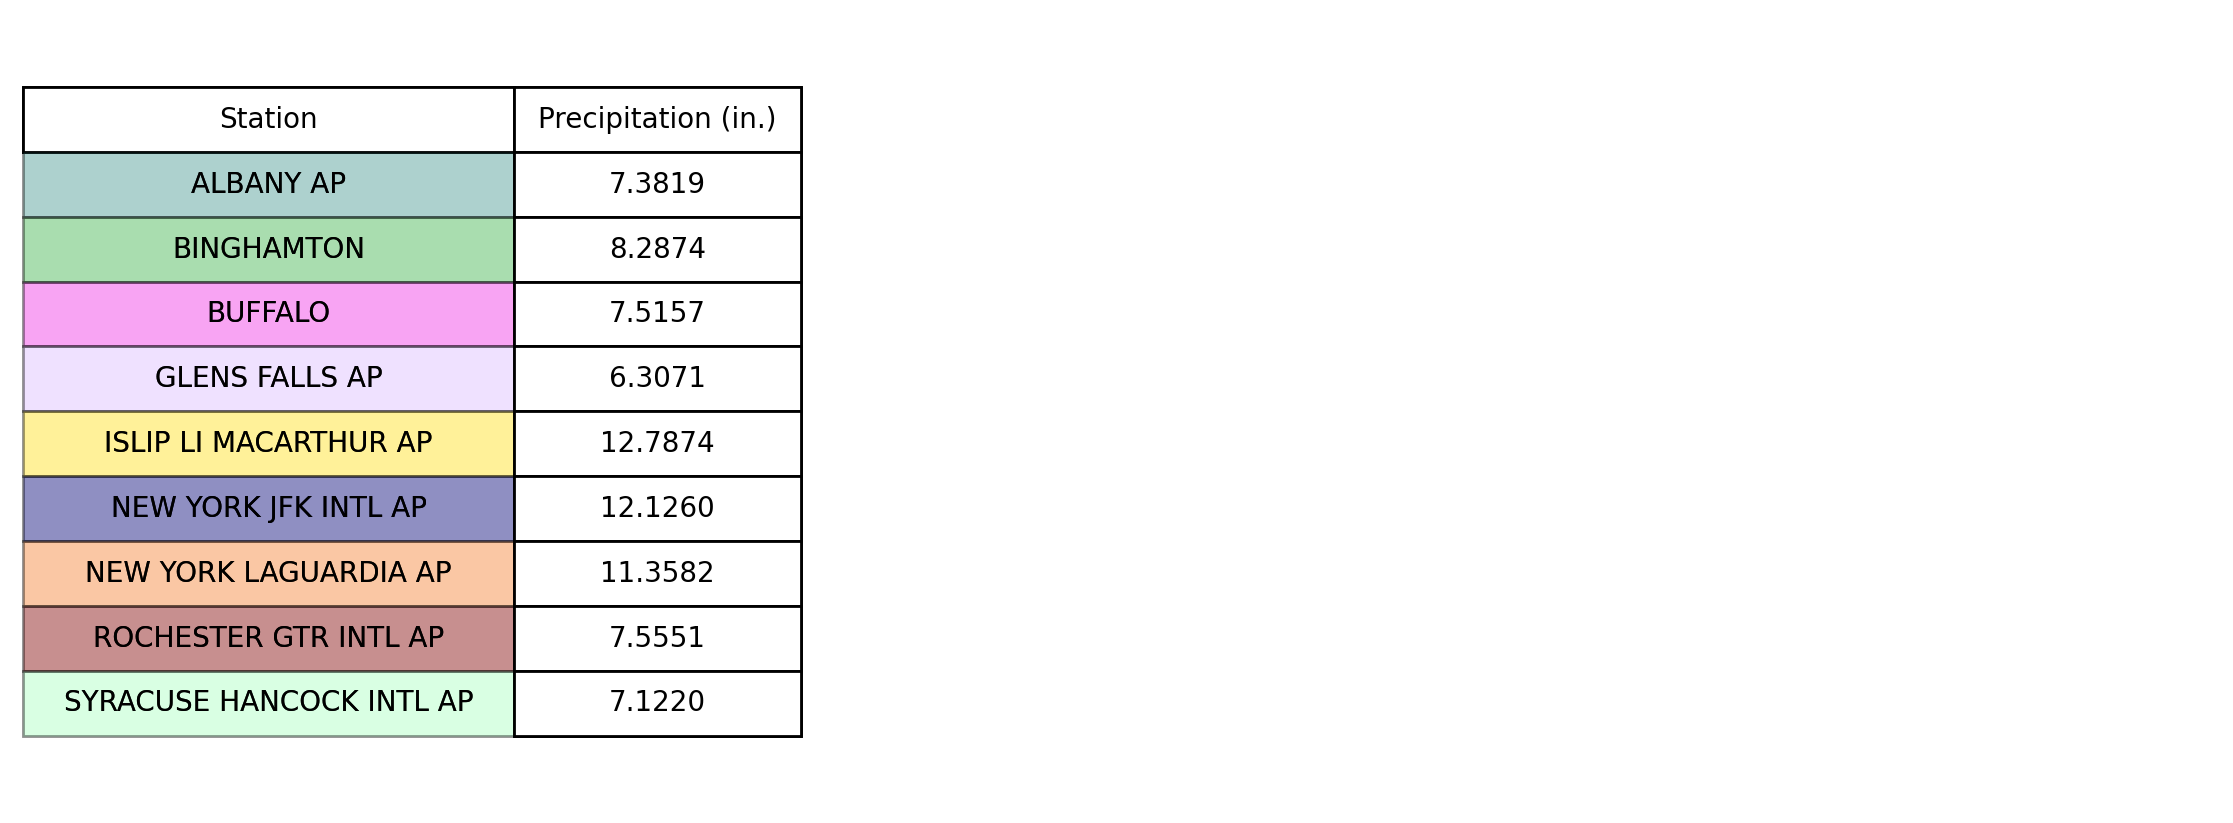 Station Precipitation (in.)
ALBANY AP 7.3819
BINGHAMTON 8.2874
BUFFALO 7.5157
GLENS FALLS AP 6.3071
ISLIP LI MACARTHUR AP 12.7874
NEW YORK JFK INTL AP 12.1260
NEW YORK LAGUARDIA AP 11.3582
ROCHESTER GTR INTL AP 7.5551
SYRACUSE HANCOCK INTL AP 7.1220